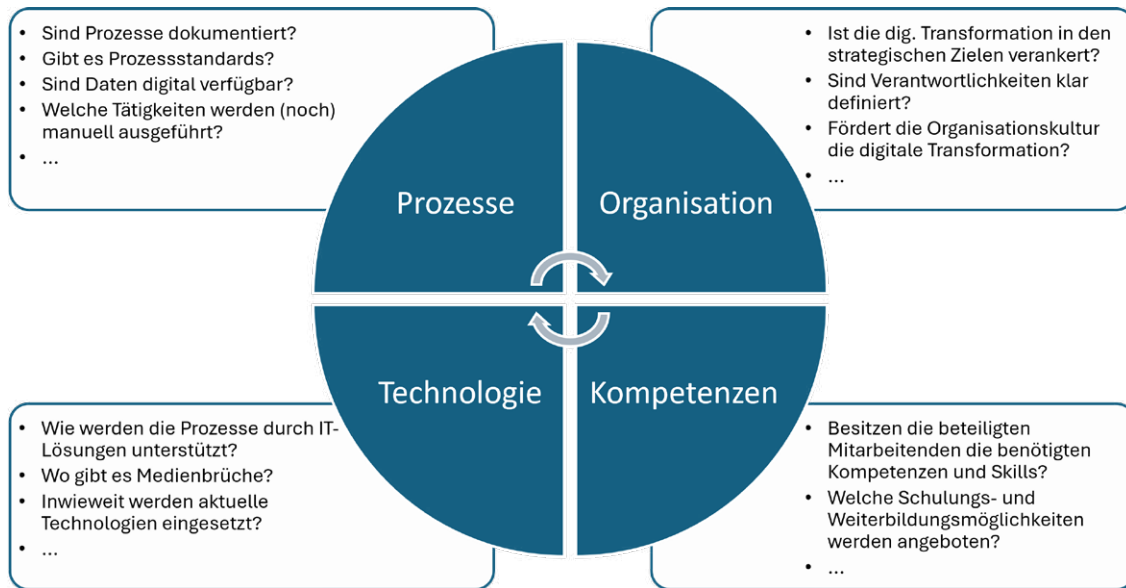 • Sind Prozesse dokumentiert?
• Gibt es Prozessstandards?
• Sind Daten digital verfügbar?
• Welche Tätigkeiten werden (noch)
manuell ausgeführt?
• ...
• Ist die dig. Transformation in den
strategischen Zielen verankert?
• Sind Verantwortlichkeiten klar
definiert?
• Fördert die Organisationskultur
die digitale Transformation?
• ...
Prozesse
Organisation
Technologie
Kompetenzen
• Wie werden die Prozesse durch IT-
Lösungen unterstützt?
• Wo gibt es Medienbrüche?
• Inwieweit werden aktuelle
Technologien eingesetzt?
• ...
• Besitzen die beteiligten
Mitarbeitenden die benötigten
Kompetenzen und Skills?
• Welche Schulungs- und
Weiterbildungsmöglichkeiten
werden angeboten?
• ...